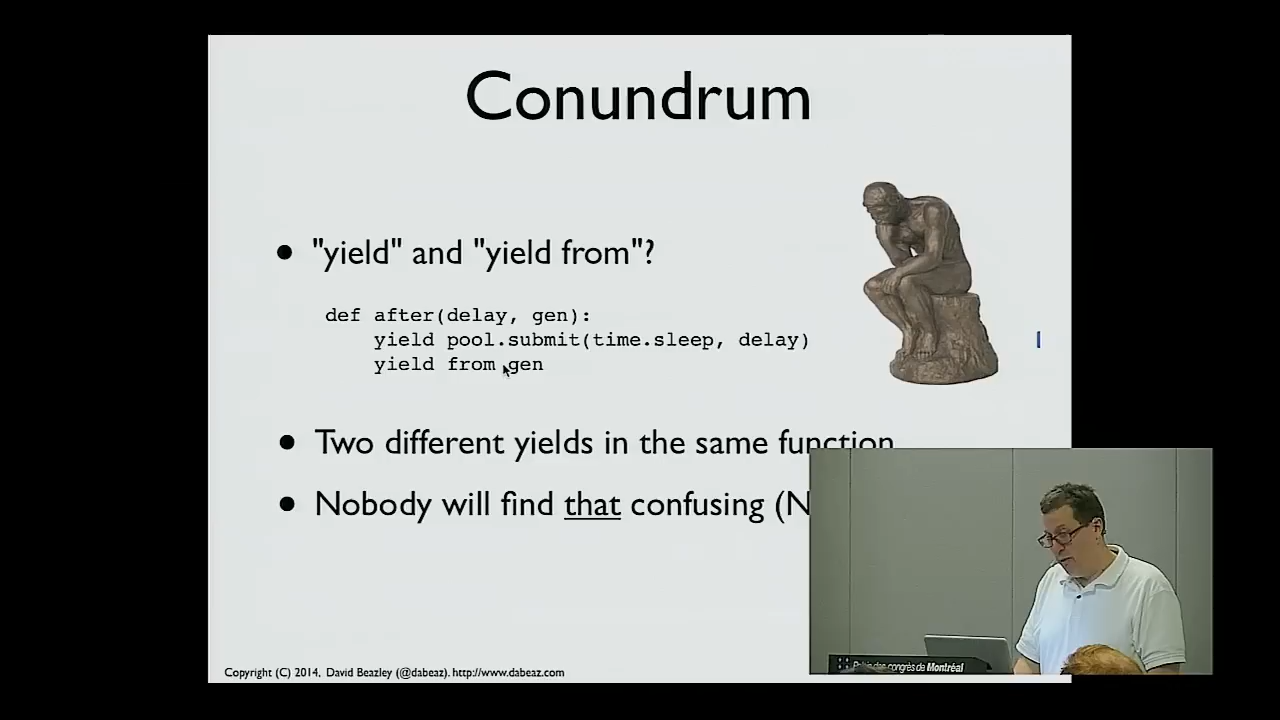 Conundrum
• "yield" and "yield from"?
def after(delay, gen):
    yield pool.submit(time.sleep, delay)
    yield from gen
• Two different yields in the same function
• Nobody will find that confusing (N
Copyright (C) 2014, David Beazley (@dabeaz). http://www.dabeaz.com
Palais des congrès de Montréal